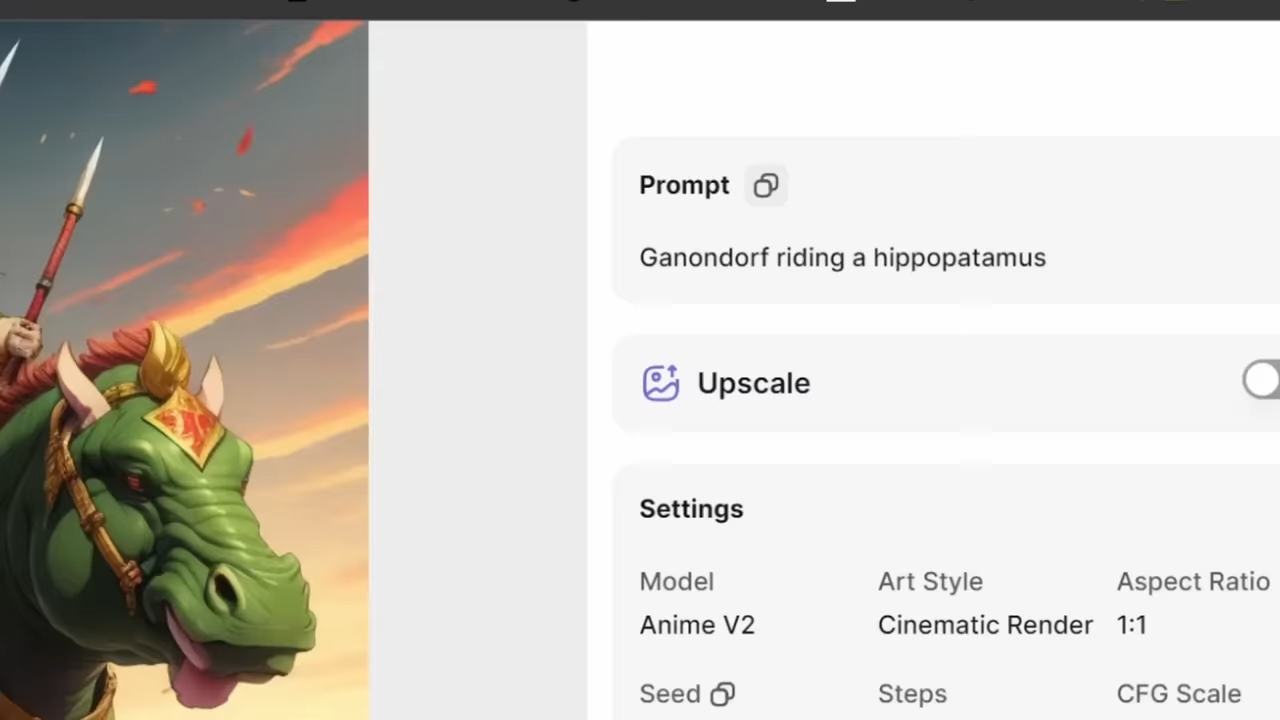 Prompt
Ganondorf riding a hippopatamus
Upscale
Settings
Model Art Style Aspect Ratio
Anime V2 Cinematic Render 1:1
Seed Steps CFG Scale